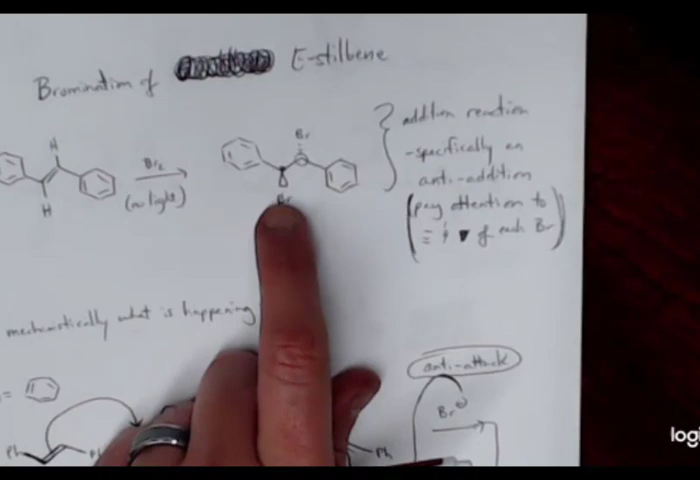 Bromination of E-stilbene
H
H
Br₂
(no light)
Br
Br
addition reaction
-specifically an
anti-addition
(pay attention to
of each Br)
mechanistically what is happening
=
anti-attack
Br⊖
Ph
Ph
Ph
logi